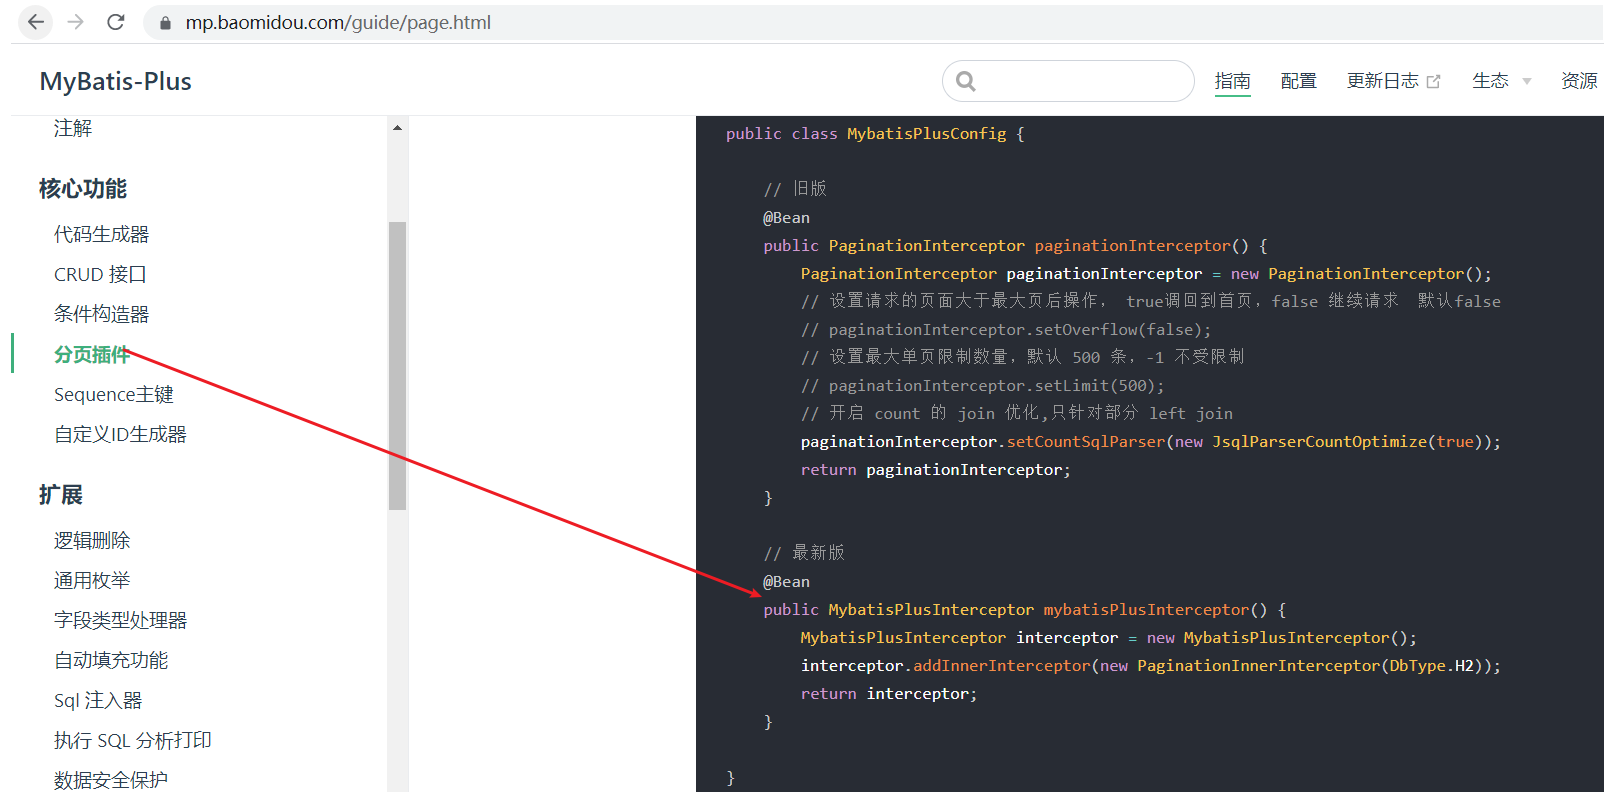 mp.baomidou.com/guide/page.html
MyBatis-Plus
指南 配置 更新日志 生态 资源
注解
核心功能
代码生成器
CRUD 接口
条件构造器
分页插件
Sequence主键
自定义ID生成器
扩展
逻辑删除
通用枚举
字段类型处理器
自动填充功能
Sql 注入器
执行 SQL 分析打印
数据安全保护
public class MybatisPlusConfig {
// 旧版
@Bean
public PaginationInterceptor paginationInterceptor() {
PaginationInterceptor paginationInterceptor = new PaginationInterceptor();
// 设置请求的页面大于最大页后操作， true调回到首页，false 继续请求  默认false
// paginationInterceptor.setOverflow(false);
// 设置最大单页限制数量，默认 500 条，-1 不受限制
// paginationInterceptor.setLimit(500);
// 开启 count 的 join 优化,只针对部分 left join
paginationInterceptor.setCountSqlParser(new JsqlParserCountOptimize(true));
return paginationInterceptor;
}
// 最新版
@Bean
public MybatisPlusInterceptor mybatisPlusInterceptor() {
MybatisPlusInterceptor interceptor = new MybatisPlusInterceptor();
interceptor.addInnerInterceptor(new PaginationInnerInterceptor(DbType.H2));
return interceptor;
}
}